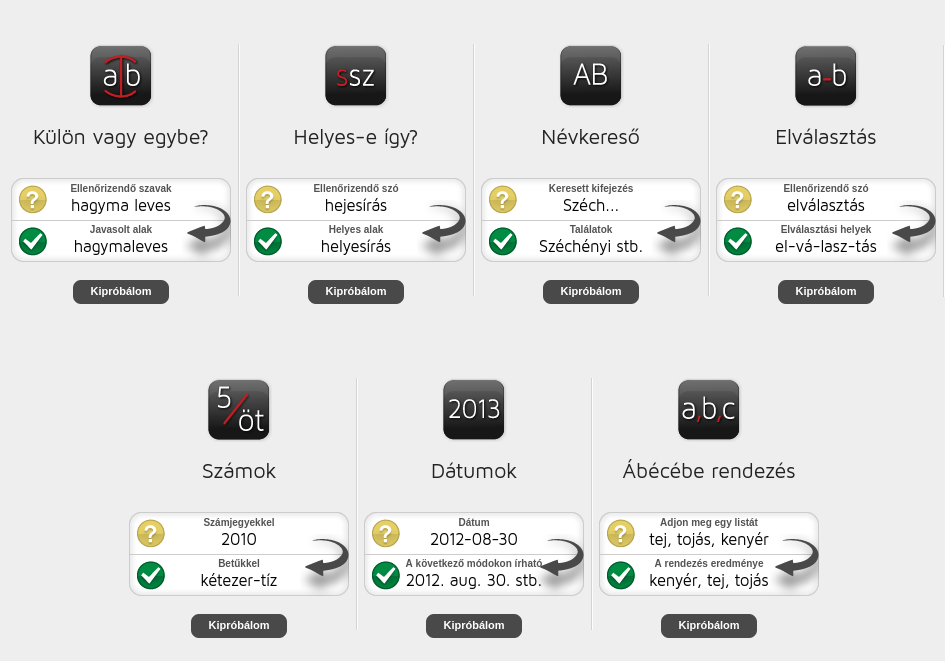 a b
ssz
AB
a-b
Külön vagy egybe?
Helyes-e így?
Névkereső
Elválasztás
Ellenőrizendő szavak
hagyma leves
Javasolt alak
hagymaleves
Ellenőrizendő szó
hejesírás
Helyes alak
helyesírás
Keresett kifejezés
Széch...
Találatok
Széchényi stb.
Ellenőrizendő szó
elválasztás
Elválasztási helyek
el-vá-lasz-tás
Kipróbálom
Kipróbálom
Kipróbálom
Kipróbálom
5/öt
2013
a,b,c
Számok
Dátumok
Ábécébe rendezés
Számjegyekkel
2010
Betűkkel
kétezer-tíz
Dátum
2012-08-30
A következő módokon írható
2012. aug. 30. stb.
Adjon meg egy listát
tej, tojás, kenyér
A rendezés eredménye
kenyér, tej, tojás
Kipróbálom
Kipróbálom
Kipróbálom